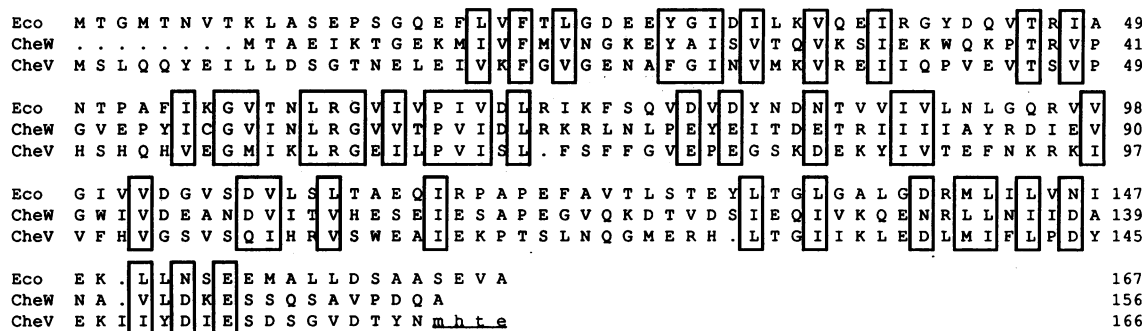 Eco M T G M T N V T K L A S E P S G Q E F L V F T L G D E E Y G I D I L K V Q E I R G Y D Q V T R I A 49
CheW . . . . . . . . M T A E I K T G E K M I V F M V N G K E Y A I S V T Q V K S I E K W Q K P T R V P 41
CheV M S L Q Q Y E I L L D S G T N E L E I V K F G V G E N A F G I N V M K V R E I I Q P V E V T S V P 49
Eco N T P A F I K G V T N L R G V I V P I V D L R I K F S Q V D V D Y N D N T V V I V L N L G Q R V V 98
CheW G V E P Y I C G V I N L R G V V T P V I D L R K R L N L P E Y E I T D E T R I I I I A Y R D I E V 90
CheV H S H Q H V E G M I K L R G E I L P V I S L . F S F F G V E P E G S K D E K Y I V T E F N K R K I 97
Eco G I V V D G V S D V L S L T A E Q I R P A P E F A V T L S T E Y L T G L G A L G D R M L I L V N I 147
CheW G W I V D E A N D V I T V H E S E I E S A P E G V Q K D T V D S I E Q I V K Q E N R L L N I I D A 139
CheV V F H V G S V S Q I H R V S W E A I E K P T S L N Q G M E R H . L T G I I K L E D L M I F L P D Y 145
Eco E K . L L N S E E M A L L D S A A S E V A 167
CheW N A . V L D K E S S Q S A V P D Q A 156
CheV E K I I Y D I E S D S G V D T Y N m h t e 166